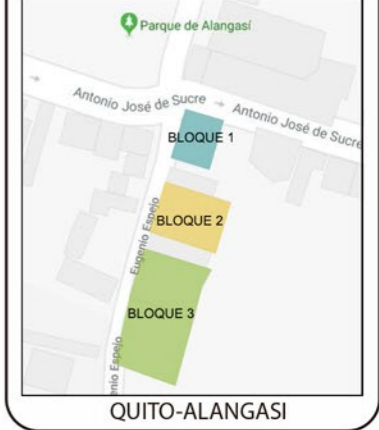 Parque de Alangasí
Antonio José de Sucre
Antonio José de Sucre
BLOQUE 1
BLOQUE 2
Eugenio Espejo
BLOQUE 3
enio Espejo
QUITO-ALANGASI